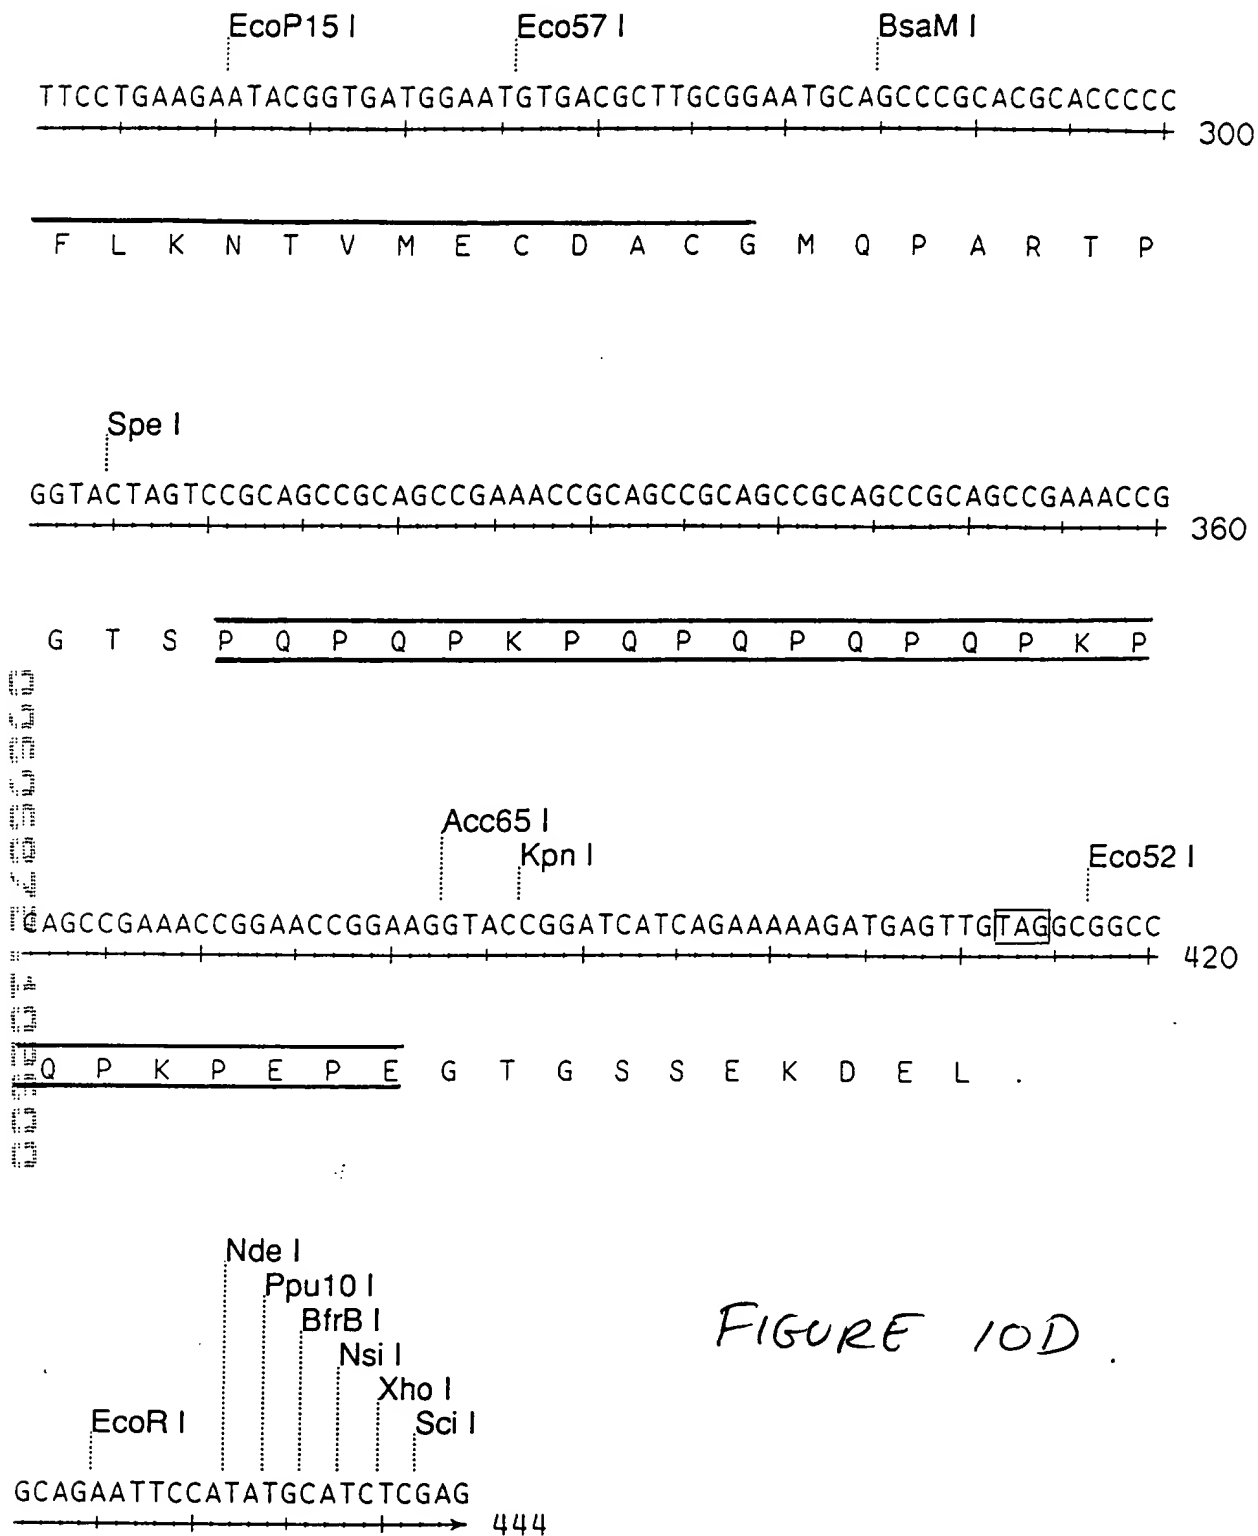 EcoP15 I Eco57 I BsaM I
TTCCTGAAGAATACGGTGATGGAATGTGACGCTTGCGGAATGCAGCCCGCACGCACCCCC
300
F L K N T V M E C D A C G M Q P A R T P
Spe I
GGTACTAGTCCGCAGCCGCAGCCGAAACCGCAGCCGCAGCCGCAGCCGCAGCCGAAACCG
360
G T S P Q P Q P K P Q P Q P Q P Q P K P
Acc65 I
Kpn I Eco52 I
CAGCCGAAACCGGAACCGGAAGGTACCGGATCATCAGAAAAAGATGAGTTGTAGGCGGCC
420
Q P K P E P E G T G S S E K D E L .
Nde I
Ppu10 I
BfrB I
Nsi I
Xho I
EcoR I Sci I
GCAGAATTCCATATGCATCTCGAG
444
FIGURE 10D.